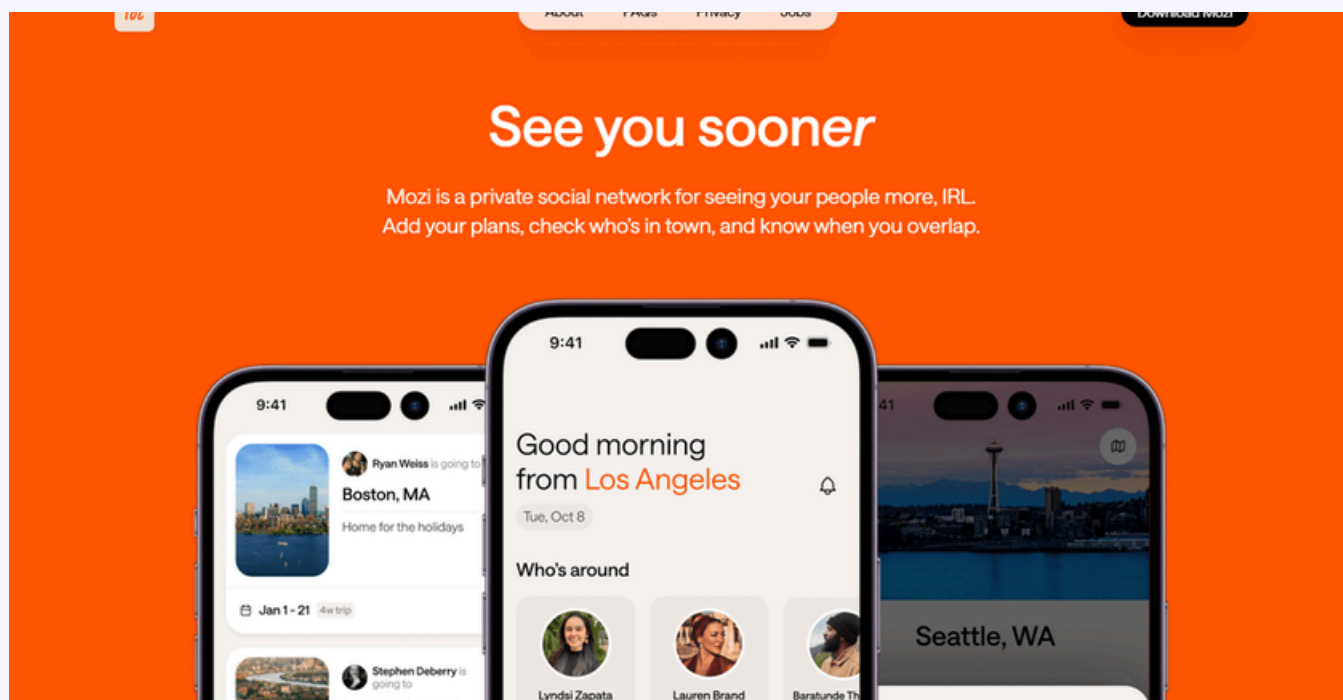 About FAQs Privacy Jobs
Download Mozi
See you sooner
Mozi is a private social network for seeing your people more, IRL.
Add your plans, check who's in town, and know when you overlap.
9:41
Ryan Weiss is going to
Boston, MA
Home for the holidays
Jan 1 - 21 4w trip
Stephen Deberry is
going to
9:41
Good morning
from Los Angeles
Tue, Oct 8
Who's around
Lyndsi Zapata
Lauren Brand
Baratunde Th
41
Seattle, WA